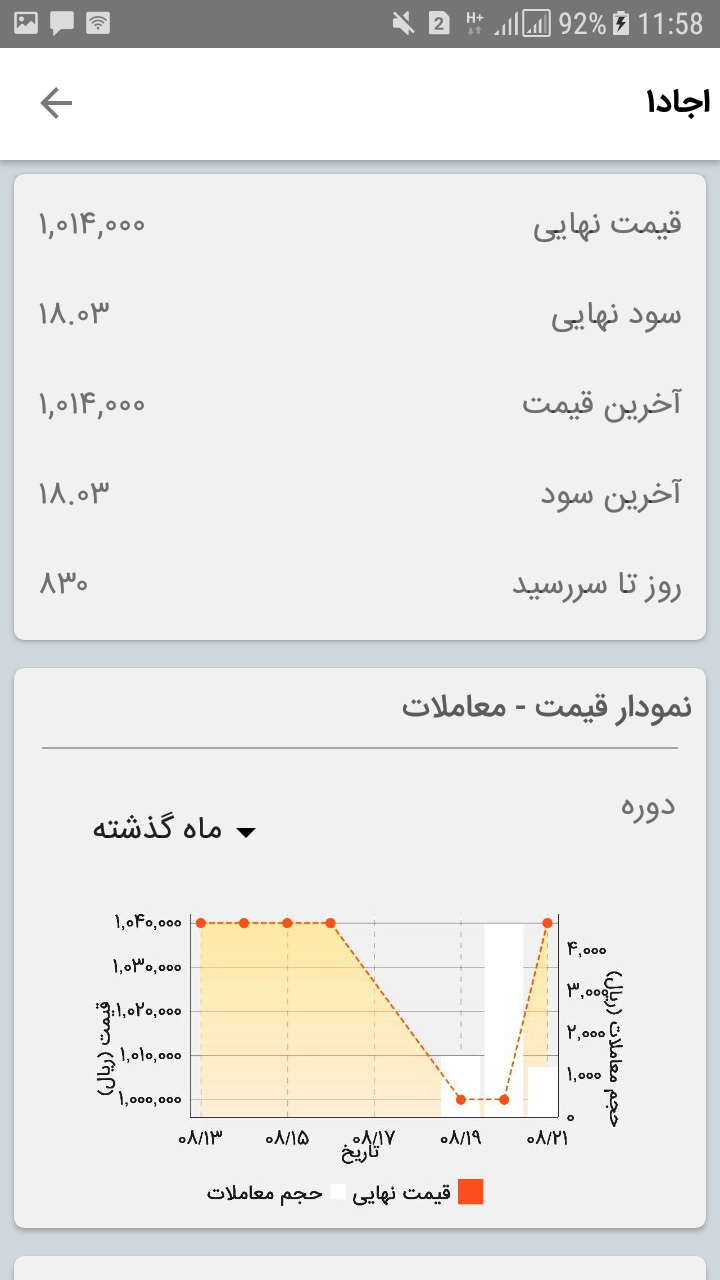 2 H+ 92% 11:58
اجاد۱
قیمت نهایی ۱,۰۱۴,۰۰۰
سود نهایی ۱۸.۰۳
آخرین قیمت ۱,۰۱۴,۰۰۰
آخرین سود ۱۸.۰۳
روز تا سررسید ۸۳۰
نمودار قیمت - معاملات
دوره
ماه گذشته
۱,۰۴۰,۰۰۰
۱,۰۳۰,۰۰۰
۱,۰۲۰,۰۰۰
۱,۰۱۰,۰۰۰
۱,۰۰۰,۰۰۰
قیمت (ریال)
۴,۰۰۰
۳,۰۰۰
۲,۰۰۰
۱,۰۰۰
۰
حجم معاملات (ریال)
۰۸/۱۳ ۰۸/۱۵ ۰۸/۱۷ ۰۸/۱۹ ۰۸/۲۱
تاریخ
قیمت نهایی حجم معاملات